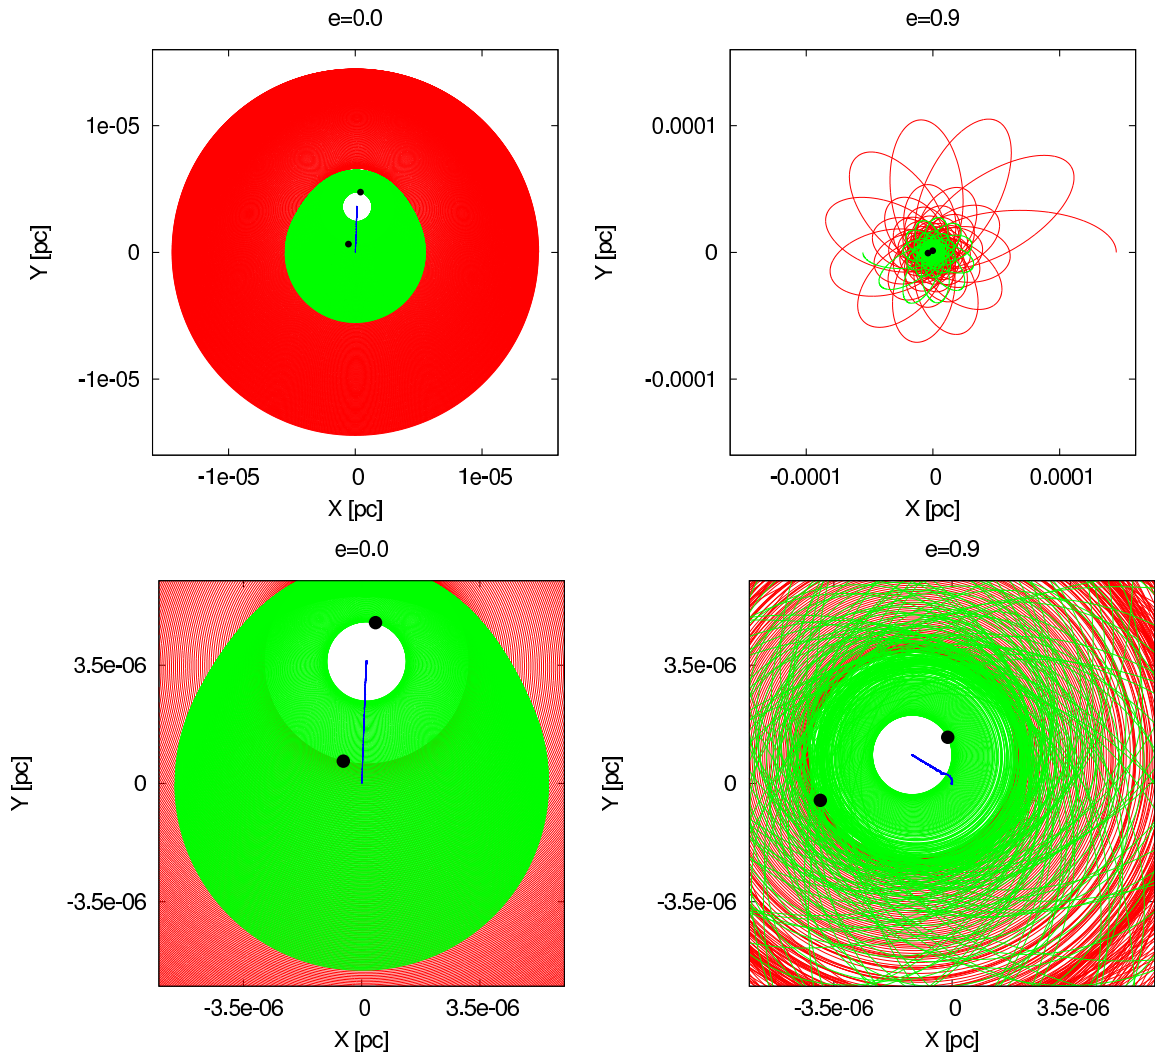 e=0.0
e=0.9
1e-05
0
-1e-05
Y [pc]
-1e-05
0
1e-05
X [pc]
0.0001
0
-0.0001
Y [pc]
-0.0001
0
0.0001
X [pc]
e=0.0
e=0.9
3.5e-06
0
-3.5e-06
Y [pc]
-3.5e-06
0
3.5e-06
X [pc]
3.5e-06
0
-3.5e-06
Y [pc]
-3.5e-06
0
3.5e-06
X [pc]